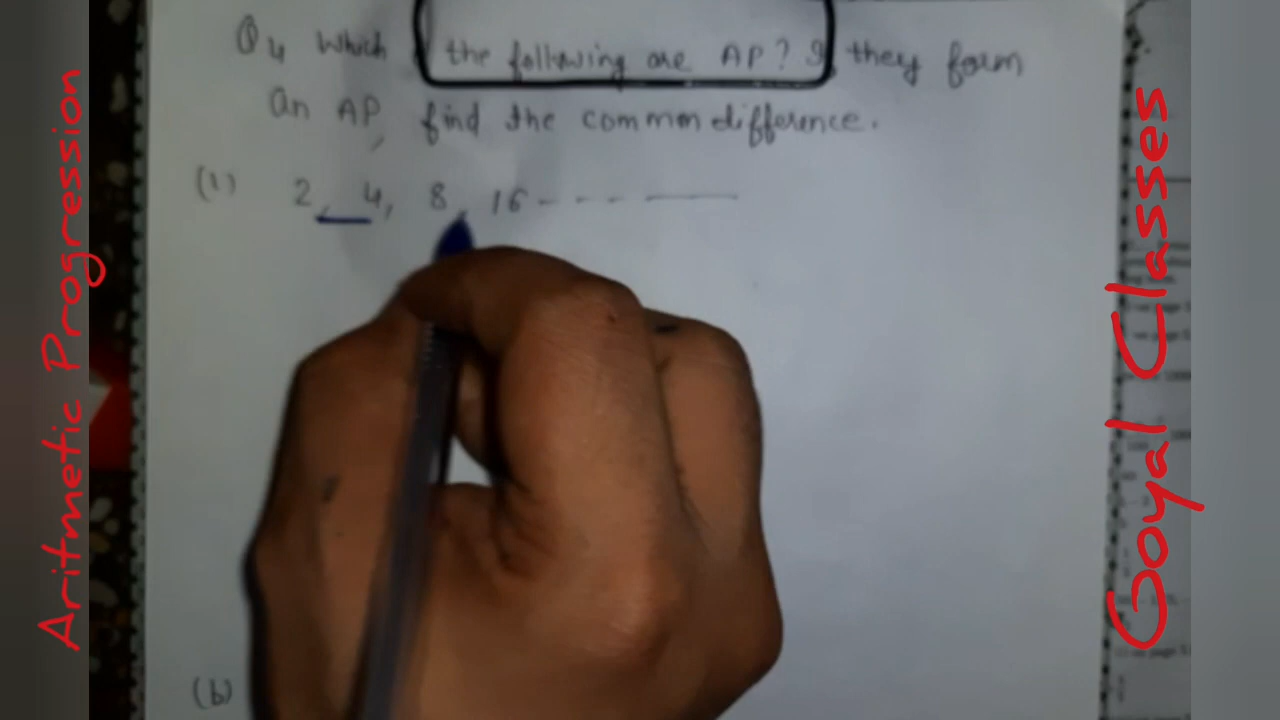 Q4 Which the following are AP? If they form
an AP, find the common difference.
(1) 2, 4, 8, 16 - - - -
(b)
Aritmetic Progression
Goyal Classes